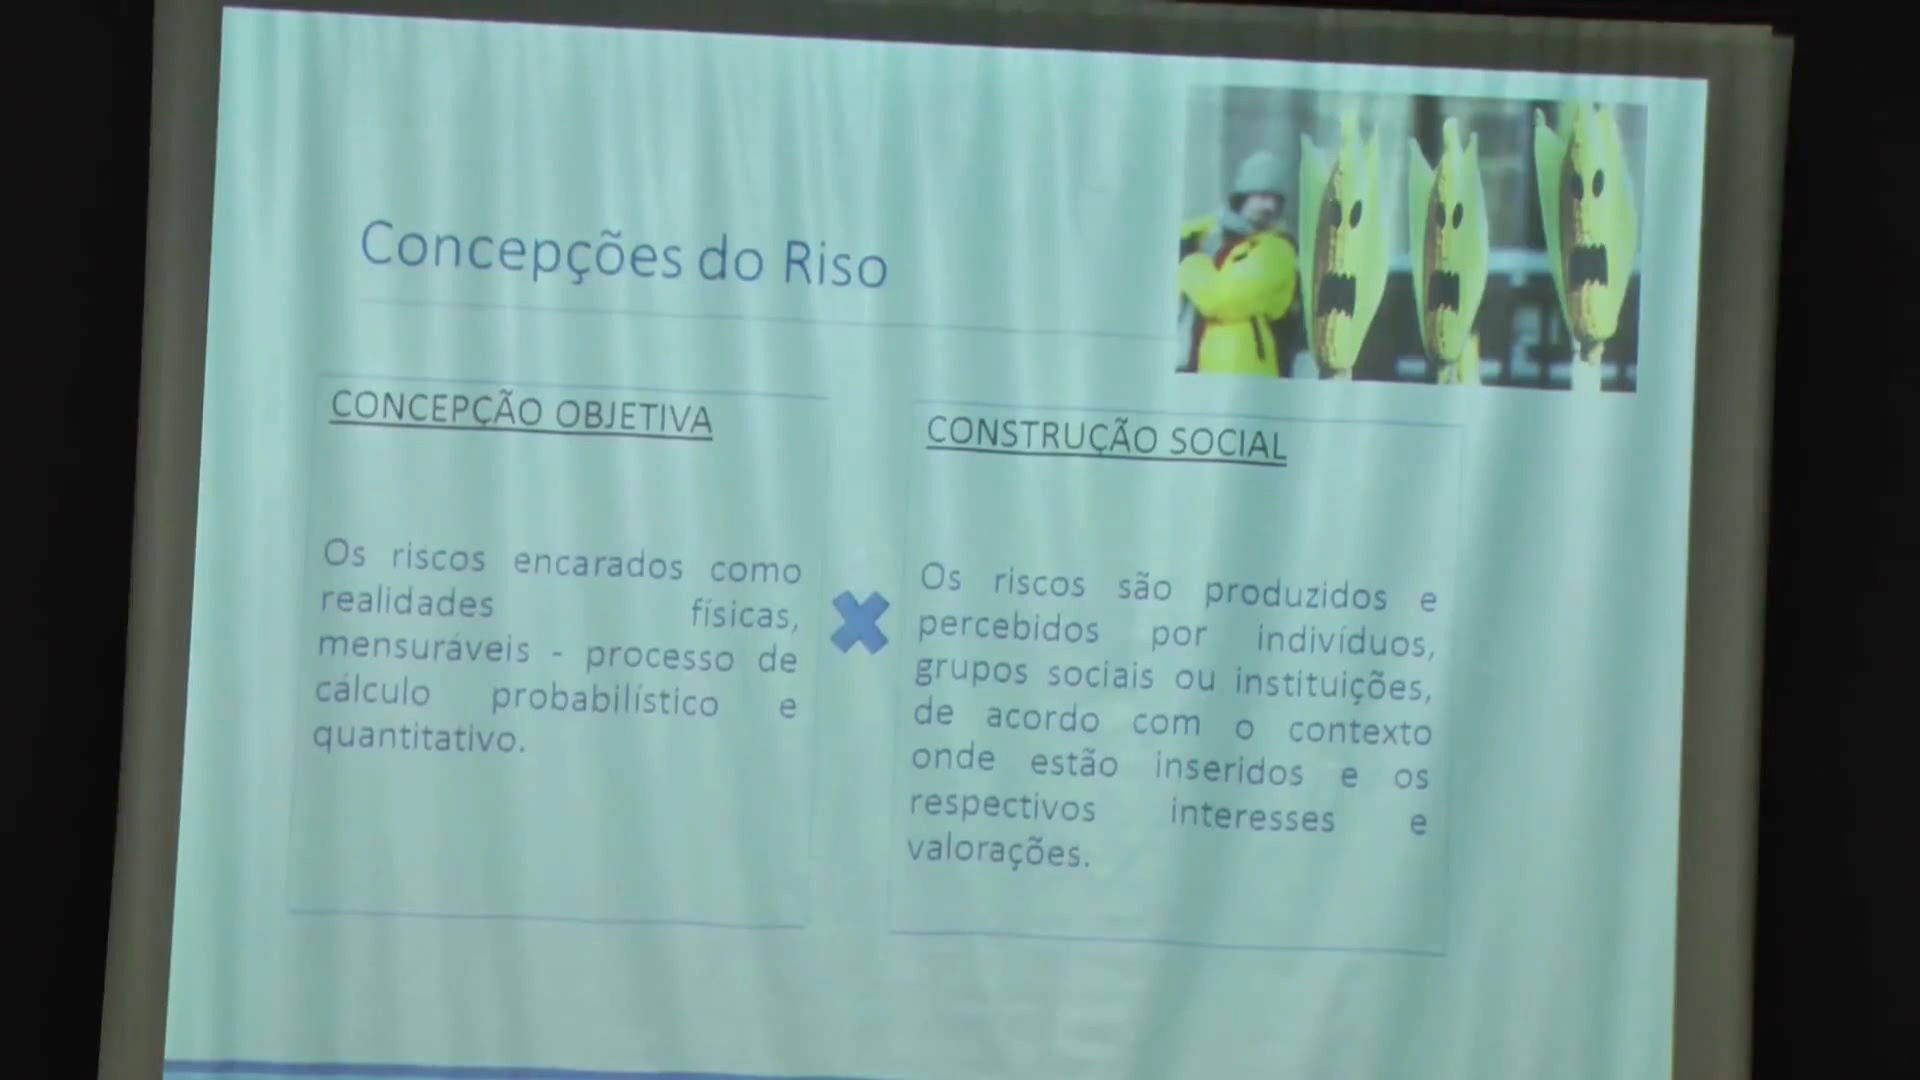 Concepções do Riso
CONCEPÇÃO OBJETIVA
Os riscos encarados como
realidades físicas,
mensuráveis - processo de
cálculo probabilístico e
quantitativo.
CONSTRUÇÃO SOCIAL
Os riscos são produzidos e
percebidos por indivíduos,
grupos sociais ou instituições,
de acordo com o contexto
onde estão inseridos e os
respectivos interesses e
valorações.